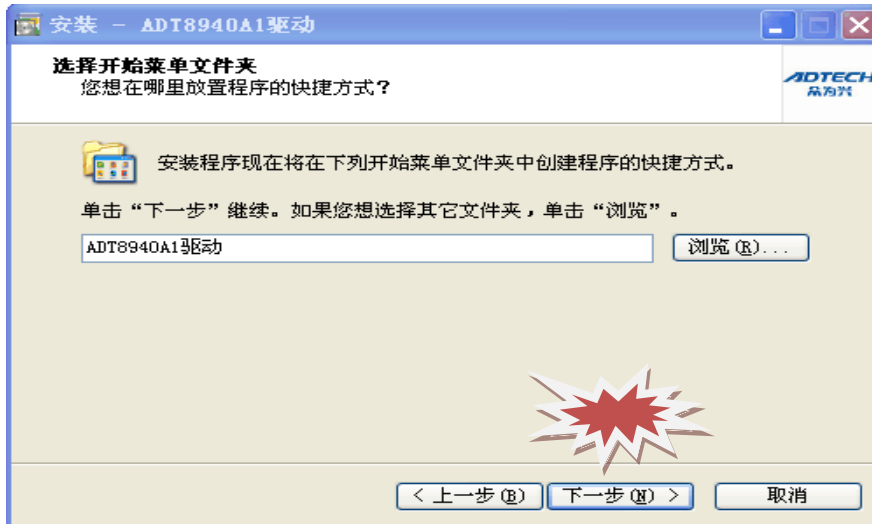 安装 - ADT8940A1驱动
选择开始菜单文件夹
您想在哪里放置程序的快捷方式?
ADTECH
众为兴
安装程序现在将在下列开始菜单文件夹中创建程序的快捷方式。
单击“下一步”继续。如果您想选择其它文件夹,单击“浏览”。
ADT8940A1驱动
浏览(R)...
< 上一步(B)
下一步(N) >
取消